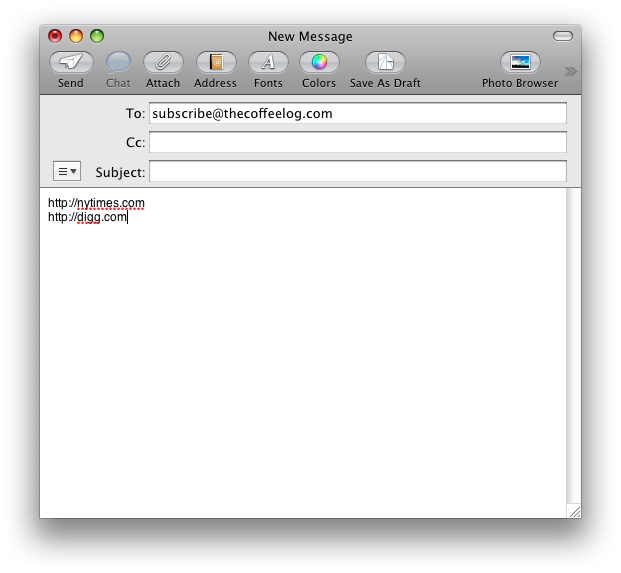 New Message
Send Chat Attach Address Fonts Colors Save As Draft Photo Browser
To: subscribe@thecoffeelog.com
Cc:
Subject:
http://nytimes.com
http://digg.com